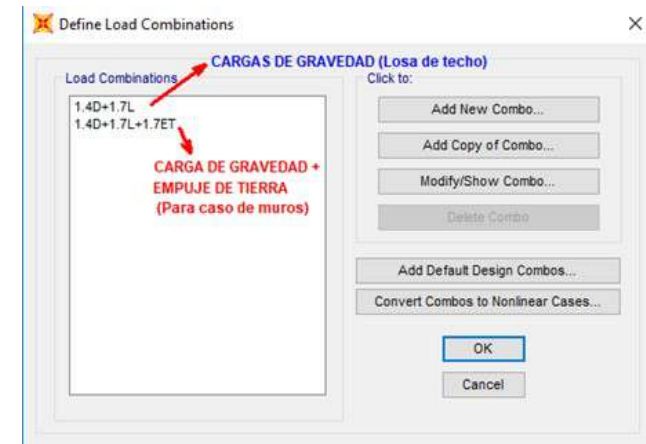 Define Load Combinations
CARGAS DE GRAVEDAD (Losa de techo)
Load Combinations
Click to:
1.4D+1.7L
1.4D+1.7L+1.7ET
CARGA DE GRAVEDAD +
EMPUJE DE TIERRA
(Para caso de muros)
Add New Combo...
Add Copy of Combo...
Modify/Show Combo...
Delete Combo
Add Default Design Combos...
Convert Combos to Nonlinear Cases...
OK
Cancel